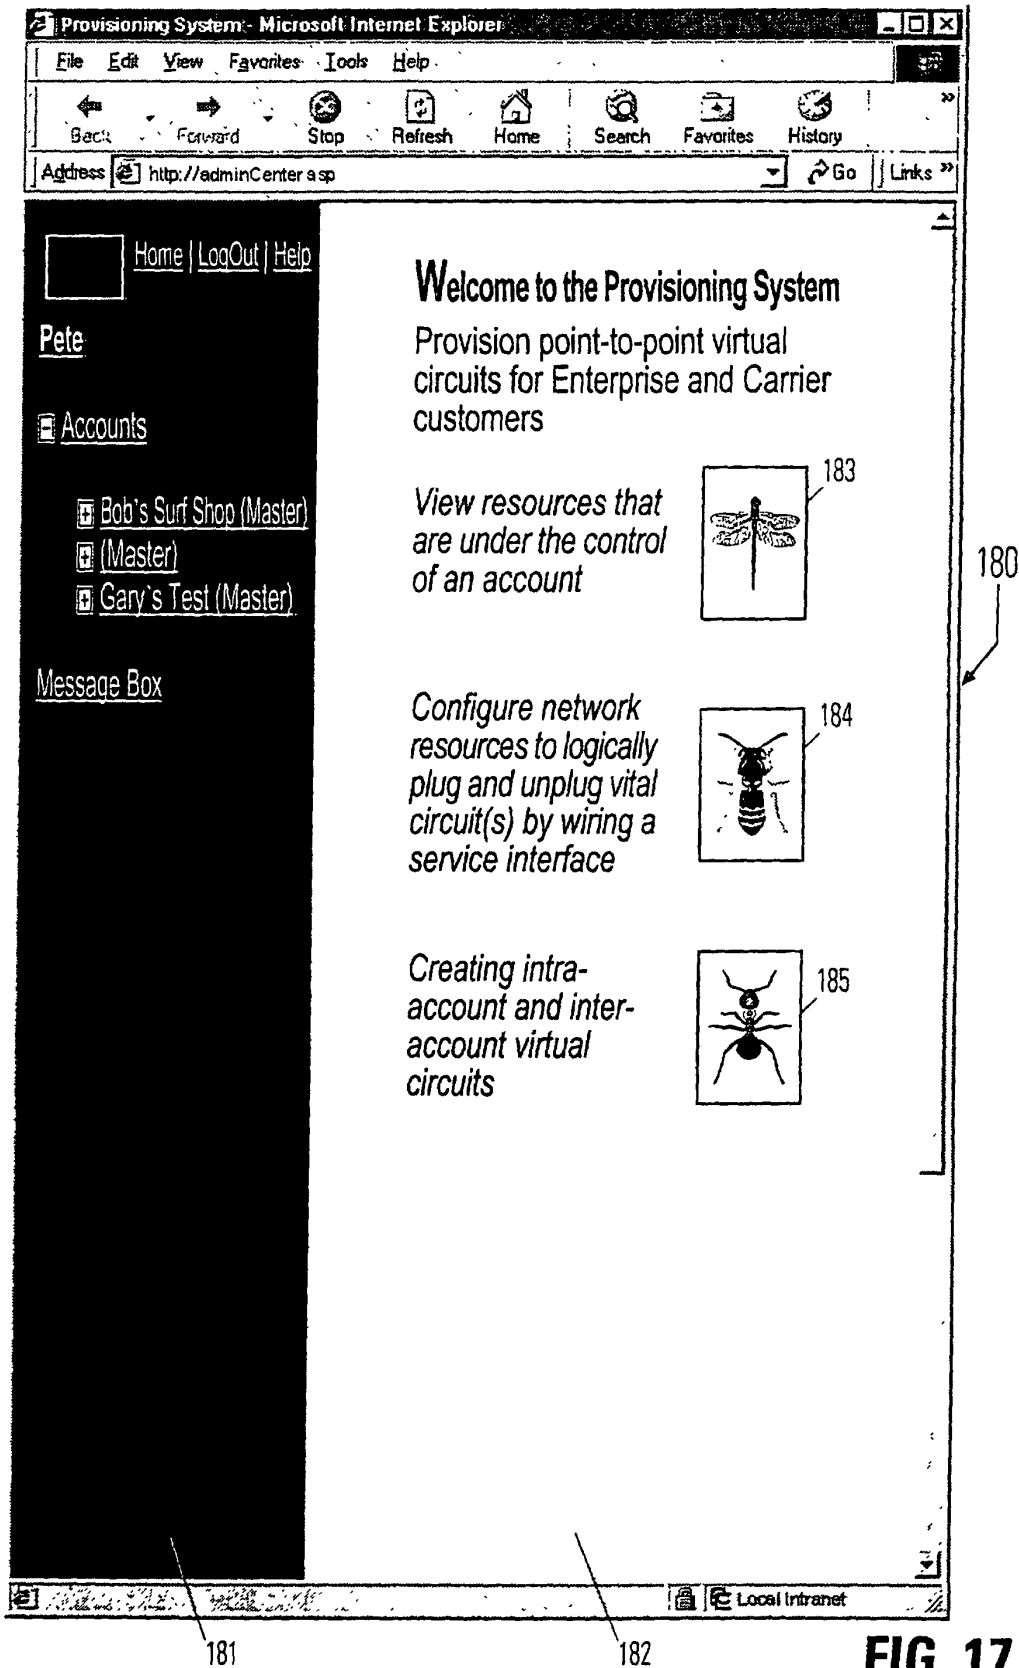 Provisioning System - Microsoft Internet Explorer
File Edit View Favorites Tools Help
Back Forward Stop Refresh Home Search Favorites History »
Address http://adminCenter.asp Go Links »
Home | LogOut | Help
Pete
Accounts
Bob's Surf Shop (Master)
(Master)
Gary's Test (Master)
Message Box
Welcome to the Provisioning System
Provision point-to-point virtual
circuits for Enterprise and Carrier
customers
View resources that
are under the control
of an account
183
180
Configure network
resources to logically
plug and unplug vital
circuit(s) by wiring a
service interface
184
Creating intra-
account and inter-
account virtual
circuits
185
Local intranet
181
182
FIG. 17